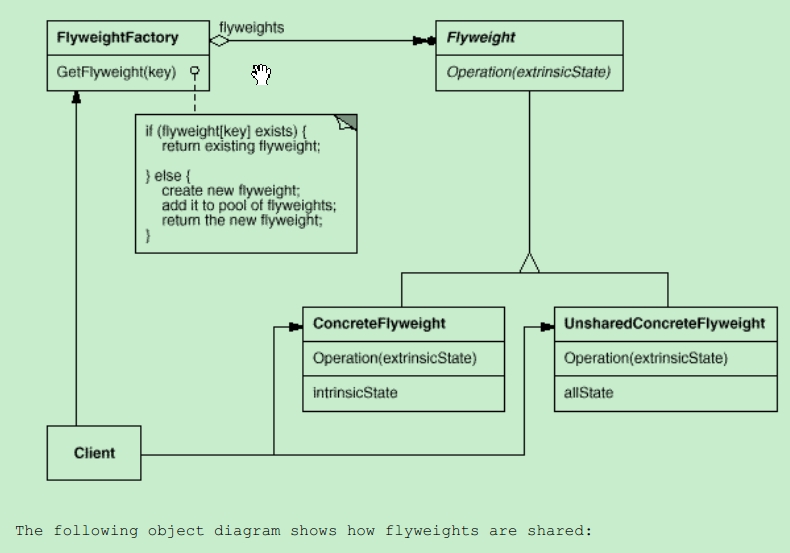 flyweights
FlyweightFactory
Flyweight
GetFlyweight(key)
Operation(extrinsicState)
if (flyweight[key] exists) {
return existing flyweight;
} else {
create new flyweight;
add it to pool of flyweights;
return the new flyweight;
}
ConcreteFlyweight
UnsharedConcreteFlyweight
Operation(extrinsicState)
Operation(extrinsicState)
intrinsicState
allState
Client
The following object diagram shows how flyweights are shared: